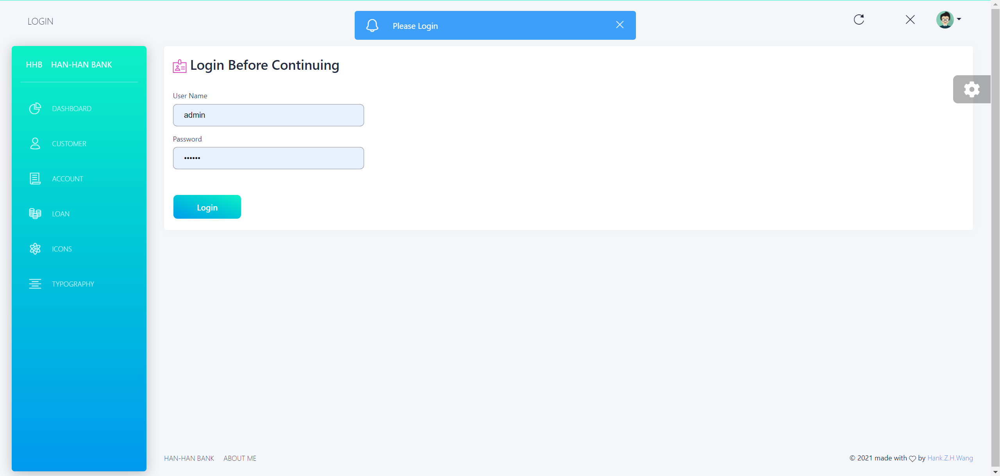 LOGIN
Please Login
HHB HAN-HAN BANK
DASHBOARD
CUSTOMER
ACCOUNT
LOAN
ICONS
TYPOGRAPHY
Login Before Continuing
User Name
admin
Password
••••••
Login
HAN-HAN BANK ABOUT ME
© 2021 made with ♡ by Hank.Z.H.Wang